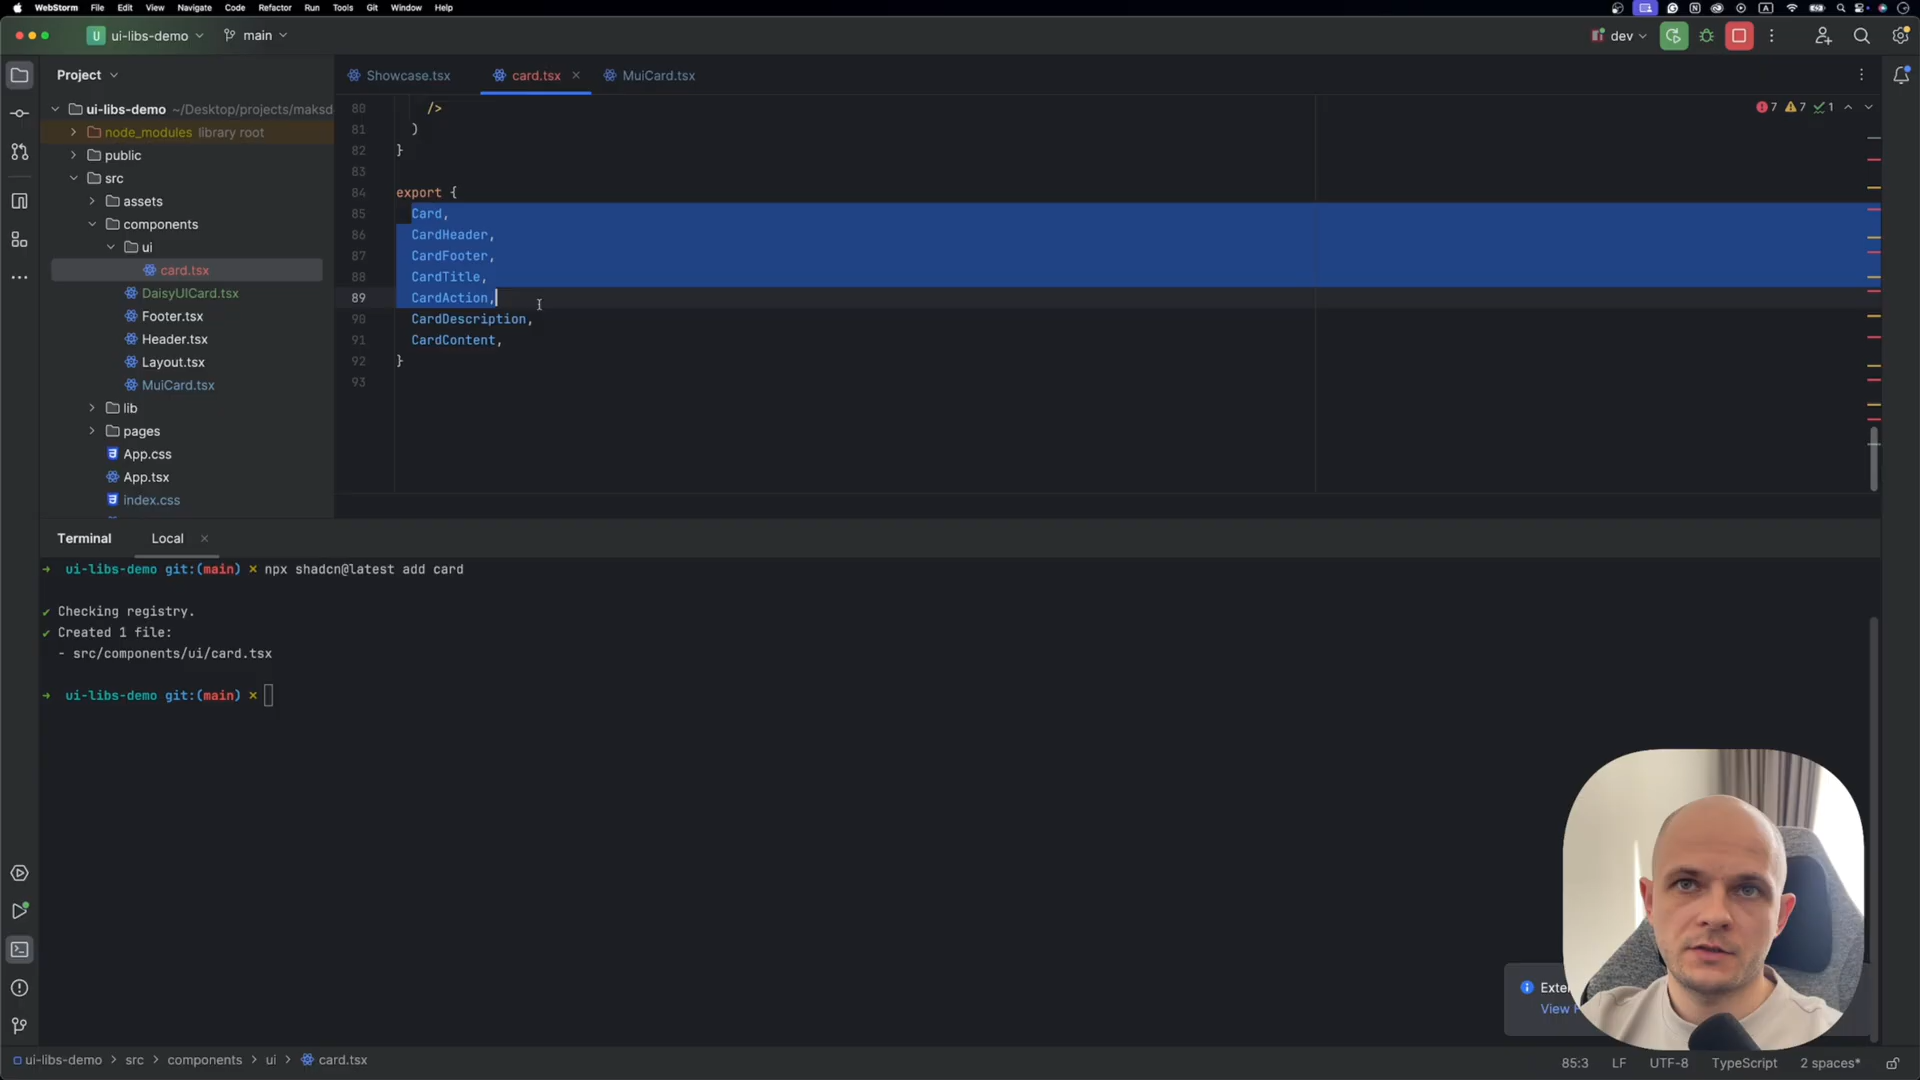 WebStorm File Edit View Navigate Code Refactor Run Tools Git Window Help
U ui-libs-demo main dev
Project
Showcase.tsx card.tsx MuiCard.tsx
ui-libs-demo ~/Desktop/projects/maksd
node_modules library root
public
src
assets
components
ui
card.tsx
DaisyUICard.tsx
Footer.tsx
Header.tsx
Layout.tsx
MuiCard.tsx
lib
pages
App.css
App.tsx
index.css
7 7 1
80 />
81 )
82 }
83
84 export {
85 Card,
86 CardHeader,
87 CardFooter,
88 CardTitle,
89 CardAction,
90 CardDescription,
91 CardContent,
92 }
93
Terminal Local
→ ui-libs-demo git:(main) × npx shadcn@latest add card
✔ Checking registry.
✔ Created 1 file:
- src/components/ui/card.tsx
→ ui-libs-demo git:(main) ×
View
ui-libs-demo > src > components > ui > card.tsx
85:3 LF UTF-8 TypeScript 2 spaces*